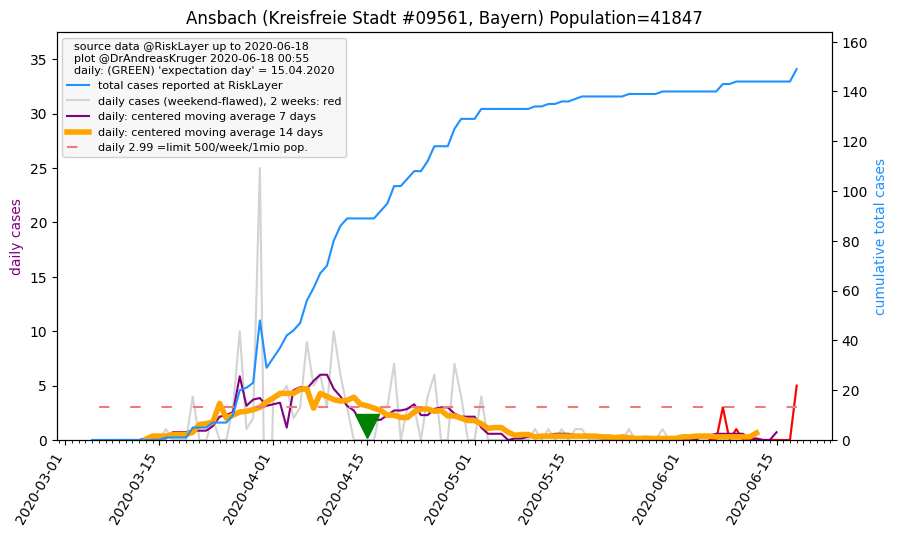 Ansbach (Kreisfreie Stadt #09561, Bayern) Population=41847
source data @RiskLayer up to 2020-06-18
plot @DrAndreasKruger 2020-06-18 00:55
daily: (GREEN) 'expectation day' = 15.04.2020
total cases reported at RiskLayer
daily cases (weekend-flawed), 2 weeks: red
daily: centered moving average 7 days
daily: centered moving average 14 days
daily 2.99 =limit 500/week/1mio pop.
daily cases
35
30
25
20
15
10
5
0
cumulative total cases
160
140
120
100
80
60
40
20
0
2020-03-01
2020-03-15
2020-04-01
2020-04-15
2020-05-01
2020-05-15
2020-06-01
2020-06-15